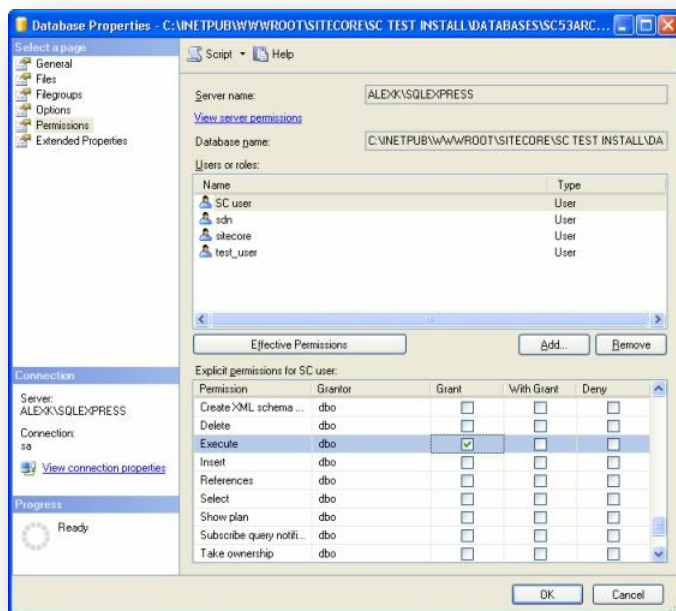 Database Properties - C:\INETPUB\WWWROOT\SITECORE\SC TEST INSTALL\DATABASES\SC53ARC...
Select a page
General
Files
Filegroups
Options
Permissions
Extended Properties
Script Help
Server name: ALEXK\SQLEXPRESS
View server permissions
Database name: C:\INETPUB\WWWROOT\SITECORE\SC TEST INSTALL\DA
Users or roles:
Name Type
SC user User
sdn User
sitecore User
test_user User
Effective Permissions Add... Remove
Explicit permissions for SC user:
Permission Grantor Grant With Grant Deny
Create XML schema ... dbo
Delete dbo
Execute dbo
Insert dbo
References dbo
Select dbo
Show plan dbo
Subscribe query notifi... dbo
Take ownership dbo
Connection
Server:
ALEXK\SQLEXPRESS
Connection:
sa
View connection properties
Progress
Ready
OK Cancel